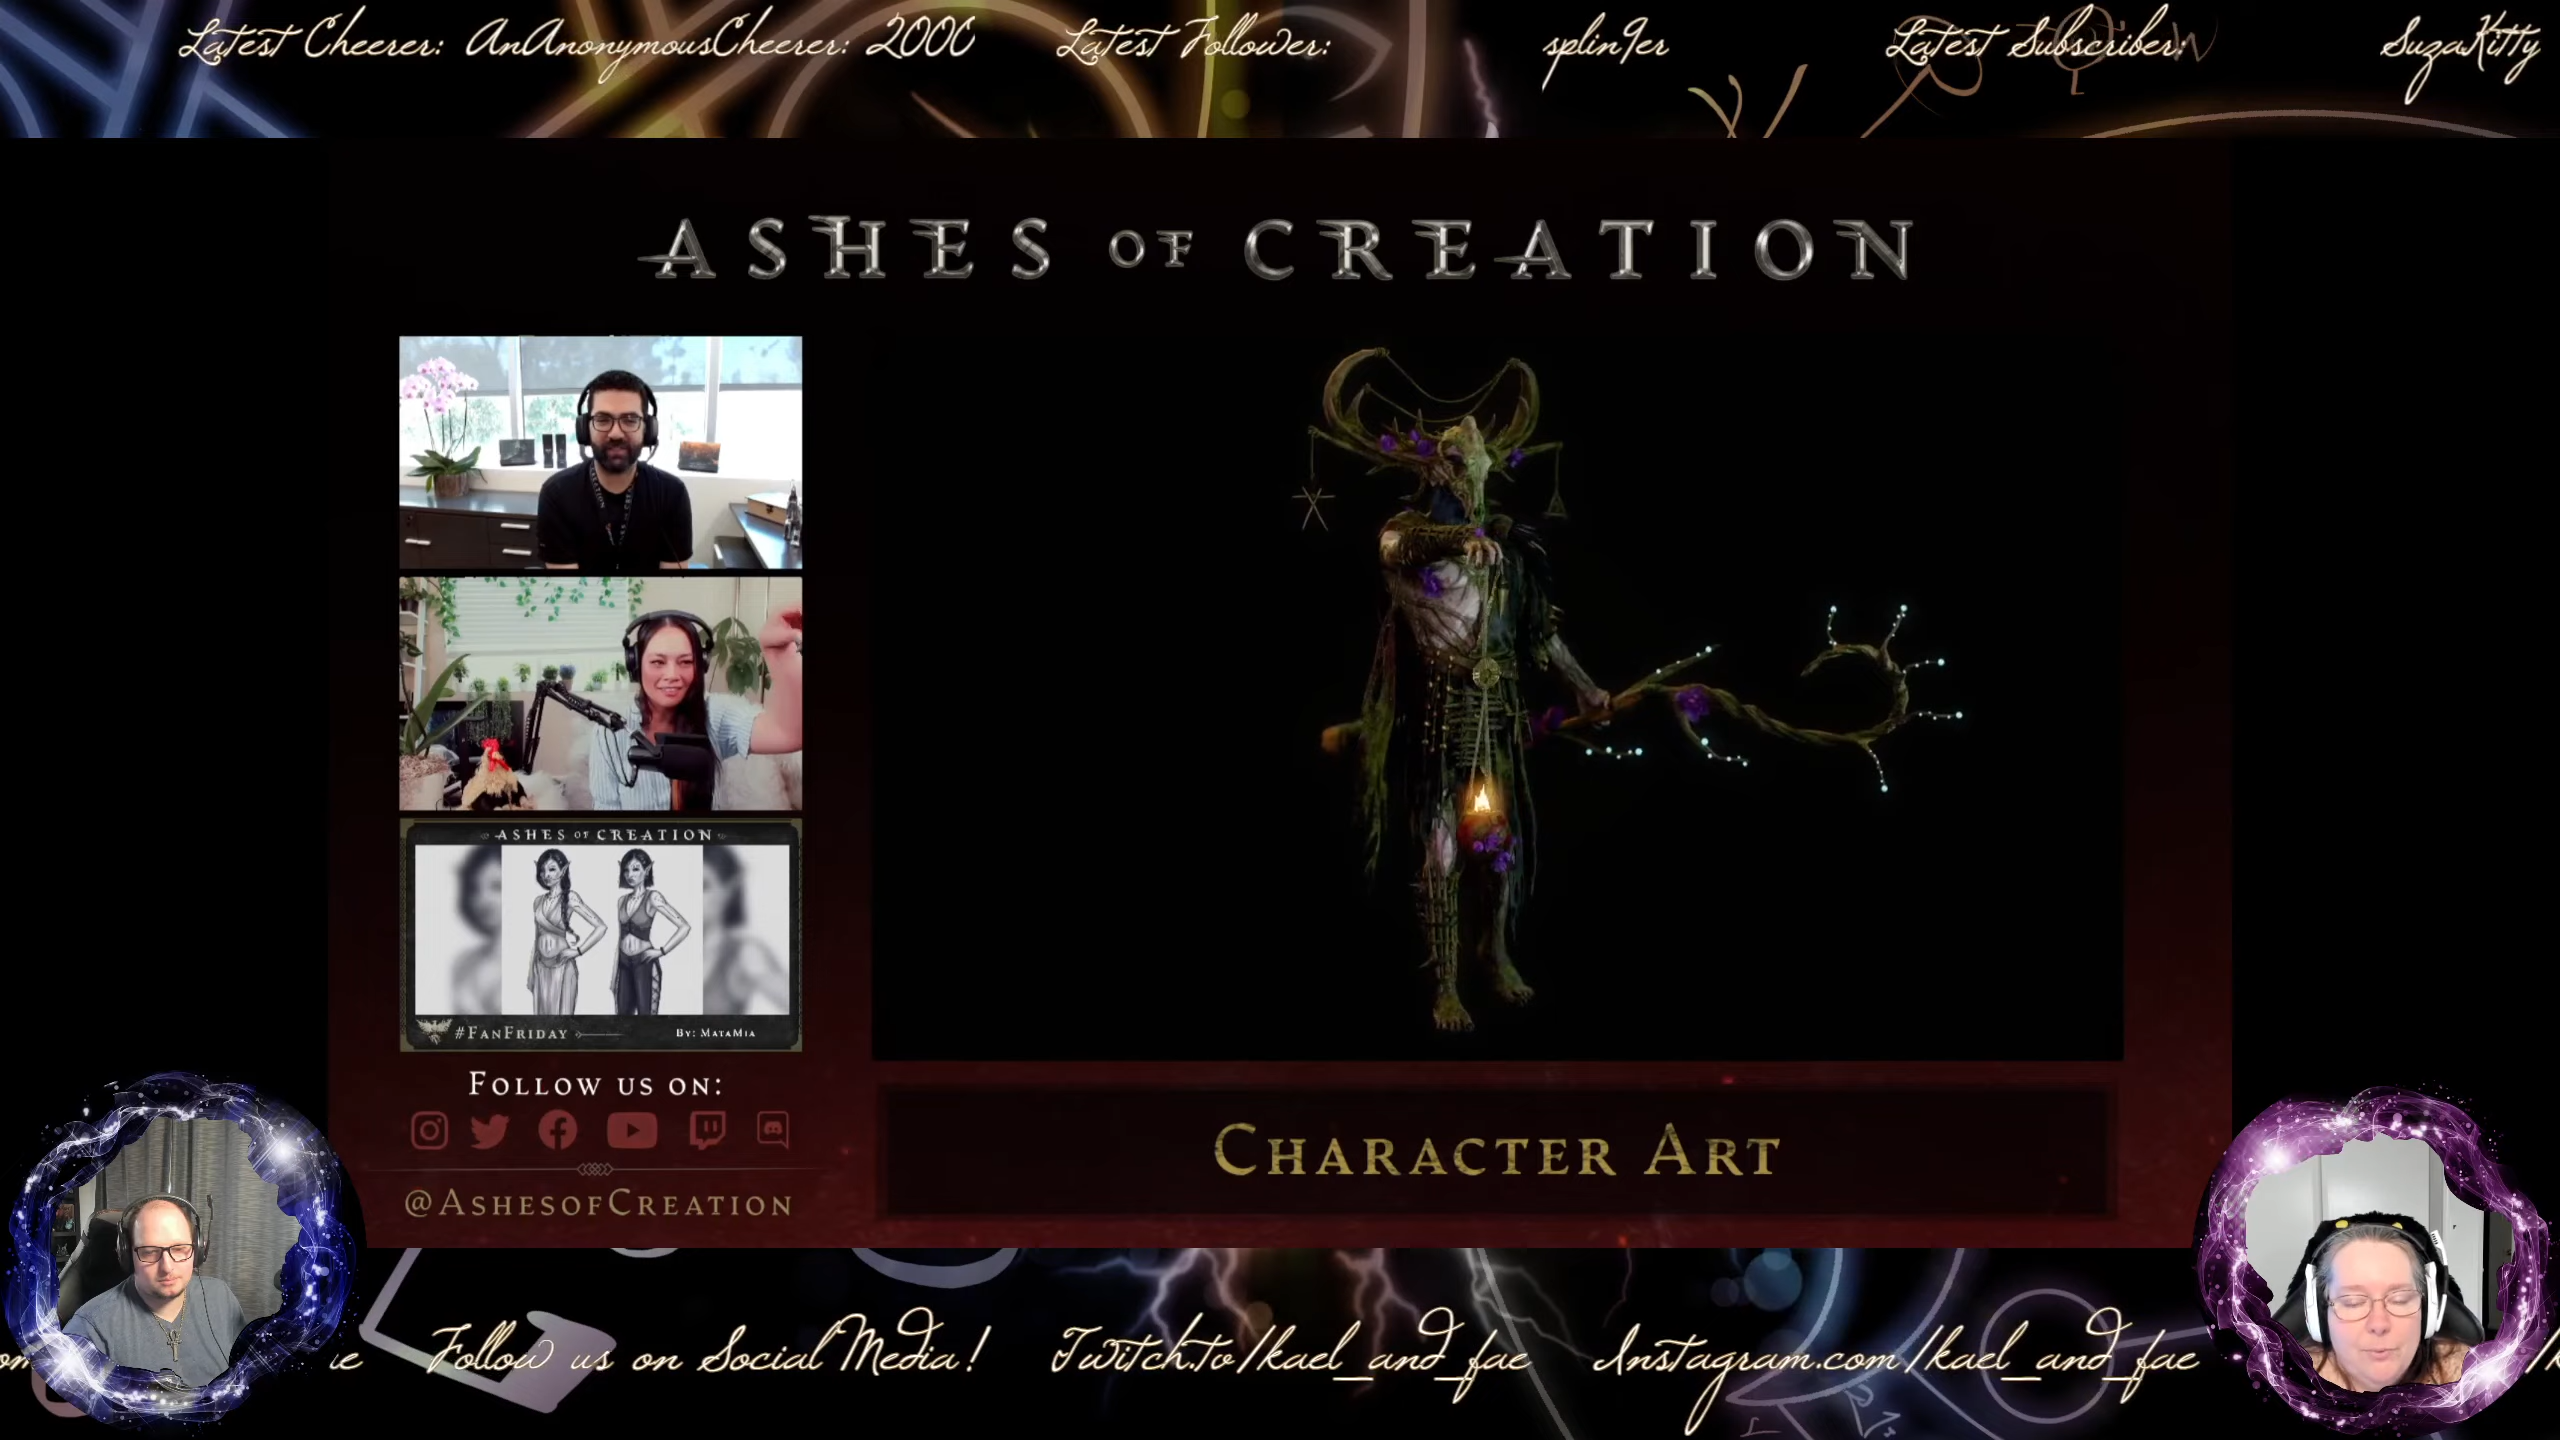 Latest Cheerer: AnAnonymousCheerer: 2000 Latest Follower: splin9er Latest Subscriber: SuzaKitty
ASHES OF CREATION
ASHES OF CREATION
#FANFRIDAY
BY: MATAMIA
FOLLOW US ON:
@ASHESOFCREATION
CHARACTER ART
Follow us on Social Media! Twitch.tv/kael_and_fae Instagram.com/kael_and_fae